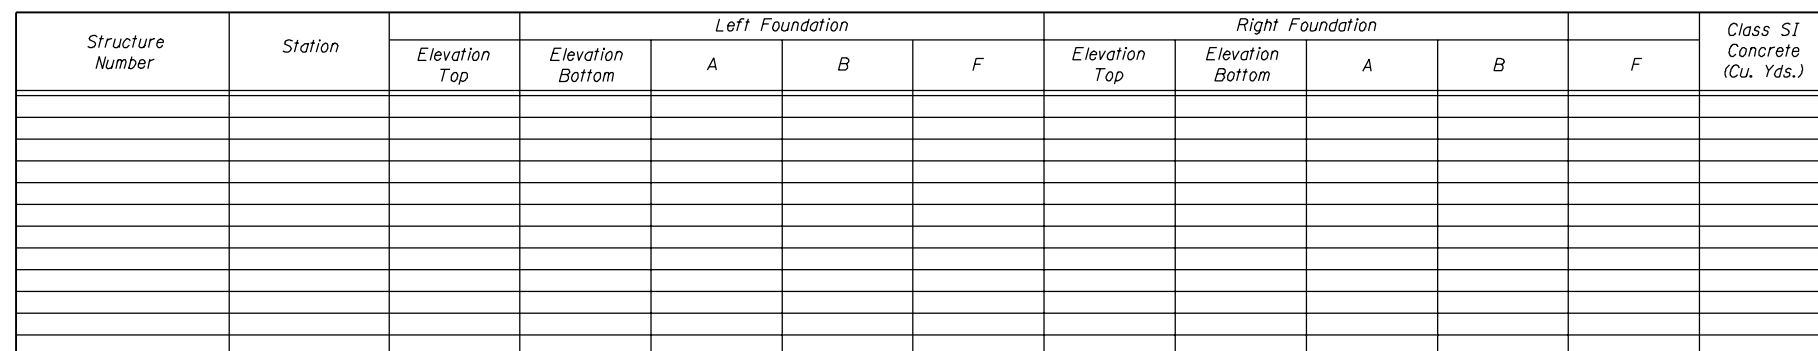 Structure
Number
Station
Left Foundation
Right Foundation
Elevation
Top
Elevation
Bottom
A
B
F
Elevation
Top
Elevation
Bottom
A
B
F
Class SI
Concrete
(Cu. Yds.)